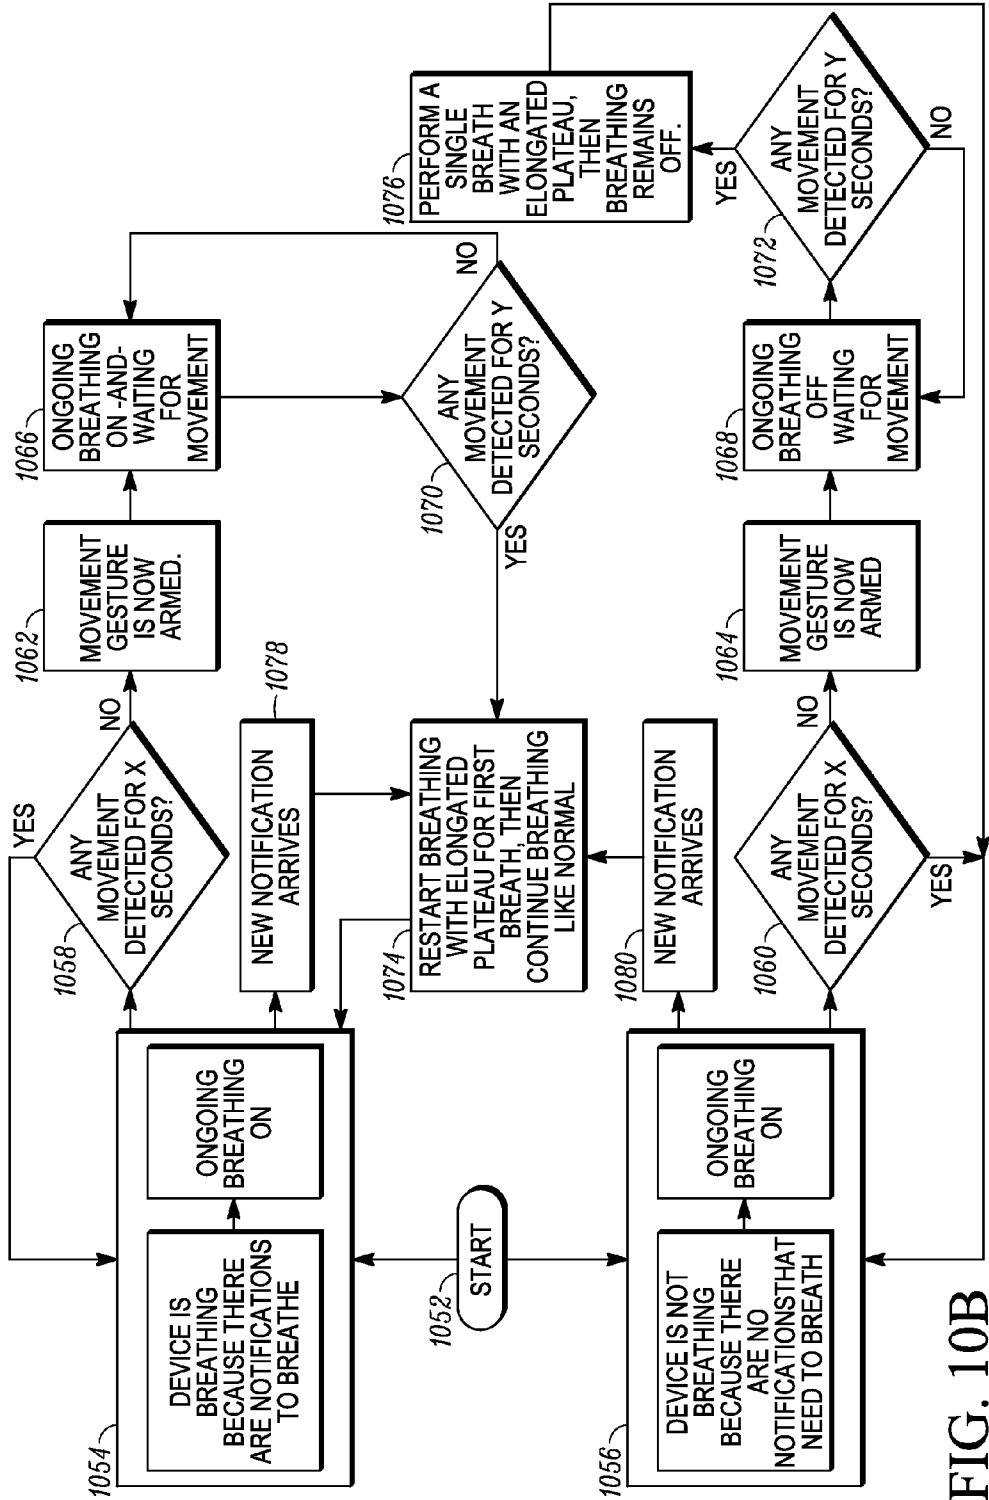 1054
DEVICE IS
BREATHING
BECAUSE THERE
ARE NOTIFICATIONS
TO BREATHE
ONGOING
BREATHING
ON
1058
ANY
MOVEMENT
DETECTED FOR X
SECONDS?
YES
NO
1062
MOVEMENT
GESTURE
IS NOW
ARMED.
1066
ONGOING
BREATHING
ON -AND-
WAITING
FOR
MOVEMENT
NEW NOTIFICATION
ARRIVES
1078
1070
ANY
MOVEMENT
DETECTED FOR Y
SECONDS?
YES
NO
1074
RESTART BREATHING
WITH ELONGATED
PLATEAU FOR FIRST
BREATH, THEN
CONTINUE BREATHING
LIKE NORMAL
1052
START
1076
PERFORM A
SINGLE
BREATH
WITH AN
ELONGATED
PLATEAU,
THEN
BREATHING
REMAINS
OFF.
1080
NEW NOTIFICATION
ARRIVES
1056
DEVICE IS NOT
BREATHING
BECAUSE THERE
ARE NO
NOTIFICATIONSTHAT
NEED TO BREATH
ONGOING
BREATHING
ON
1060
ANY
MOVEMENT
DETECTED FOR X
SECONDS?
YES
NO
1064
MOVEMENT
GESTURE
IS NOW
ARMED
1068
ONGOING
BREATHING
OFF
WAITING
FOR
MOVEMENT
1072
ANY
MOVEMENT
DETECTED FOR Y
SECONDS?
YES
NO
FIG. 10B